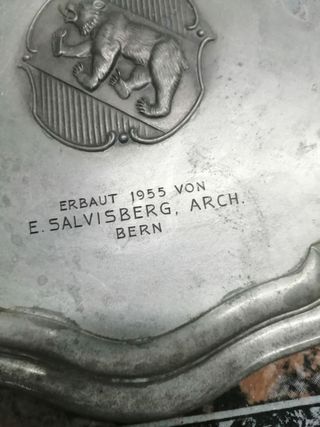 ERBAUT 1955 VON
E. SALVISBERG, ARCH.
BERN